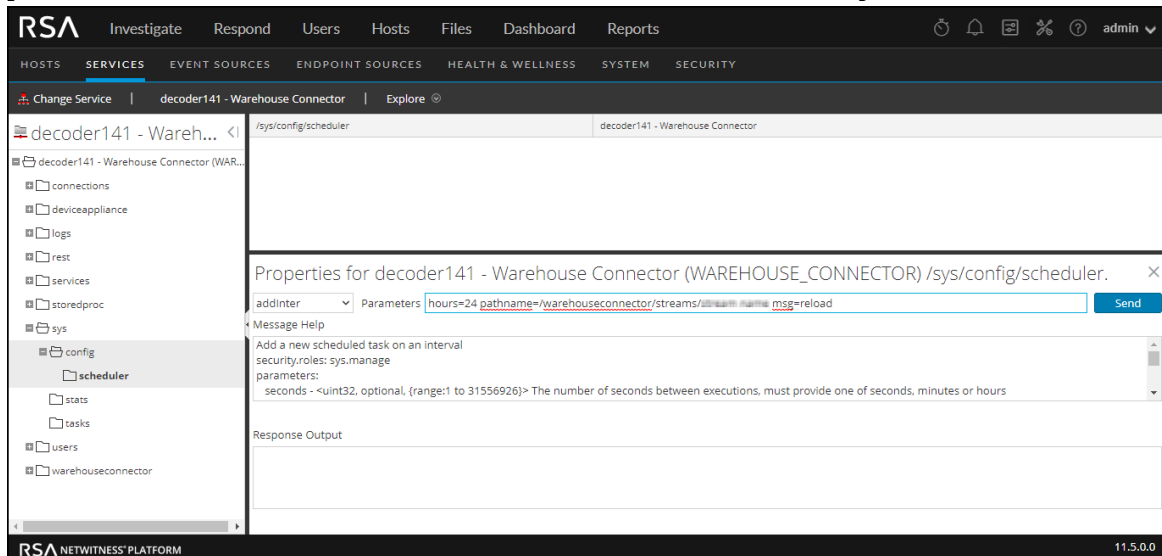 RSA Investigate Respond Users Hosts Files Dashboard Reports admin
HOSTS SERVICES EVENT SOURCES ENDPOINT SOURCES HEALTH & WELLNESS SYSTEM SECURITY
Change Service | decoder141 - Warehouse Connector | Explore
decoder141 - Wareh...
/sys/config/scheduler decoder141 - Warehouse Connector
decoder141 - Warehouse Connector (WAR...
connections
deviceappliance
logs
rest
services
storedproc
sys
config
scheduler
stats
tasks
users
warehouseconnector
Properties for decoder141 - Warehouse Connector (WAREHOUSE_CONNECTOR) /sys/config/scheduler.
addInter Parameters hours=24 pathname=/warehouseconnector/streams/ msg=reload Send
Message Help
Add a new scheduled task on an interval
security.roles: sys.manage
parameters:
seconds - <uint32, optional, {range:1 to 31556926}> The number of seconds between executions, must provide one of seconds, minutes or hours
Response Output
RSA NETWITNESS® PLATFORM 11.5.0.0